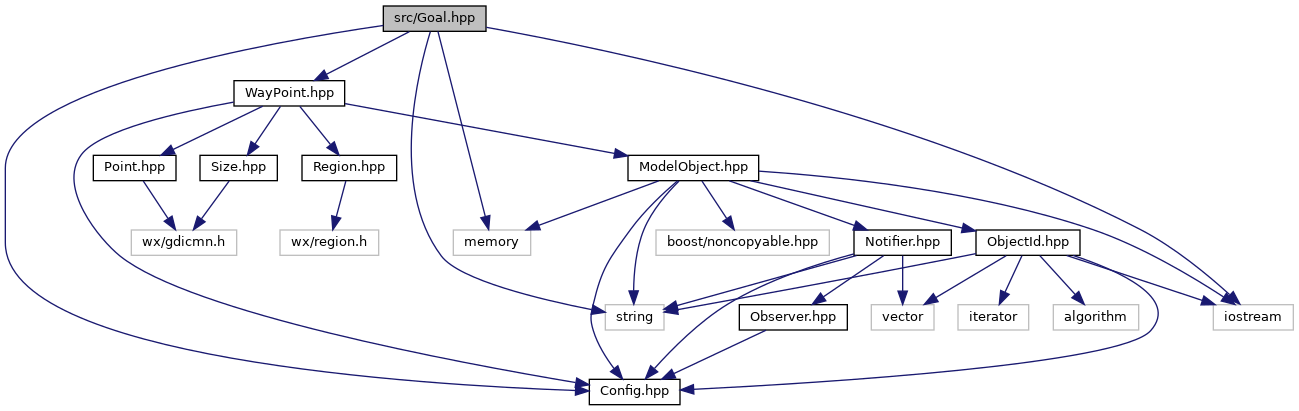 src/Goal.hpp
WayPoint.hpp
Point.hpp
Size.hpp
Region.hpp
ModelObject.hpp
wx/gdicmn.h
wx/region.h
memory
boost/noncopyable.hpp
Notifier.hpp
ObjectId.hpp
string
Observer.hpp
vector
iterator
algorithm
iostream
Config.hpp